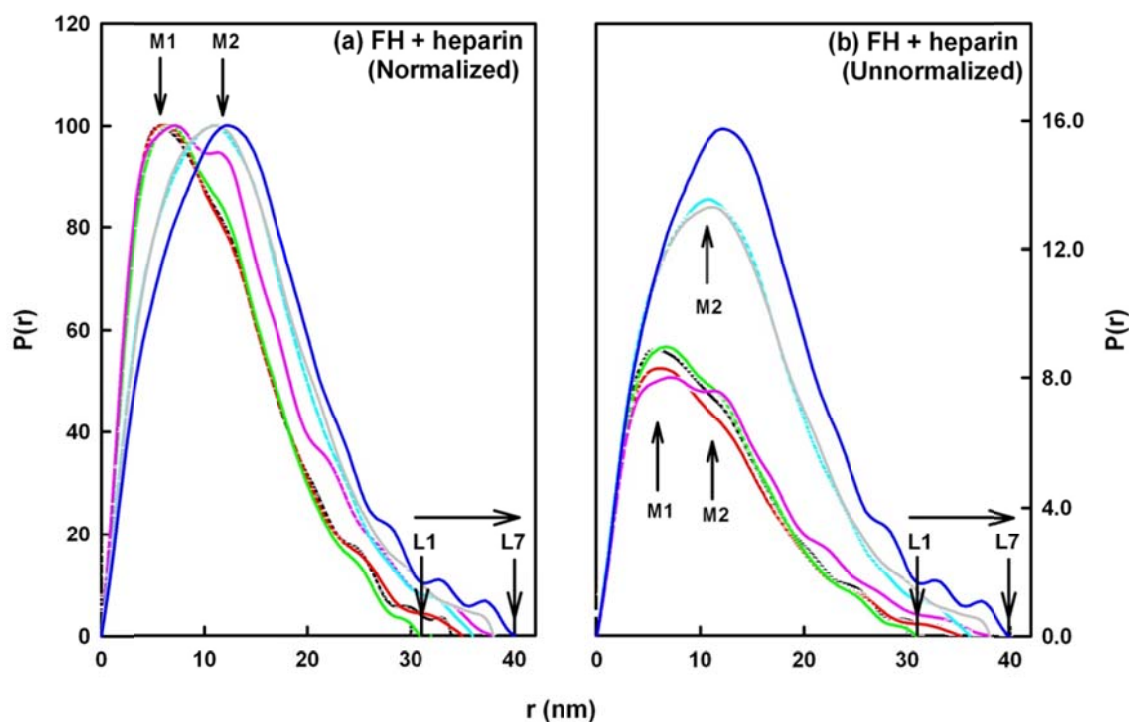 120
100
80
60
40
20
0
P(r)
M1
M2
(a) FH + heparin
(Normalized)
L1
L7
0
10
20
30
40
(b) FH + heparin
(Unnormalized)
M2
M1
M2
L1
L7
0
10
20
30
40
16.0
12.0
8.0
4.0
0.0
P(r)
r (nm)